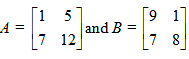 A = [1 5; 7 12] and B = [9 1; 7 8]